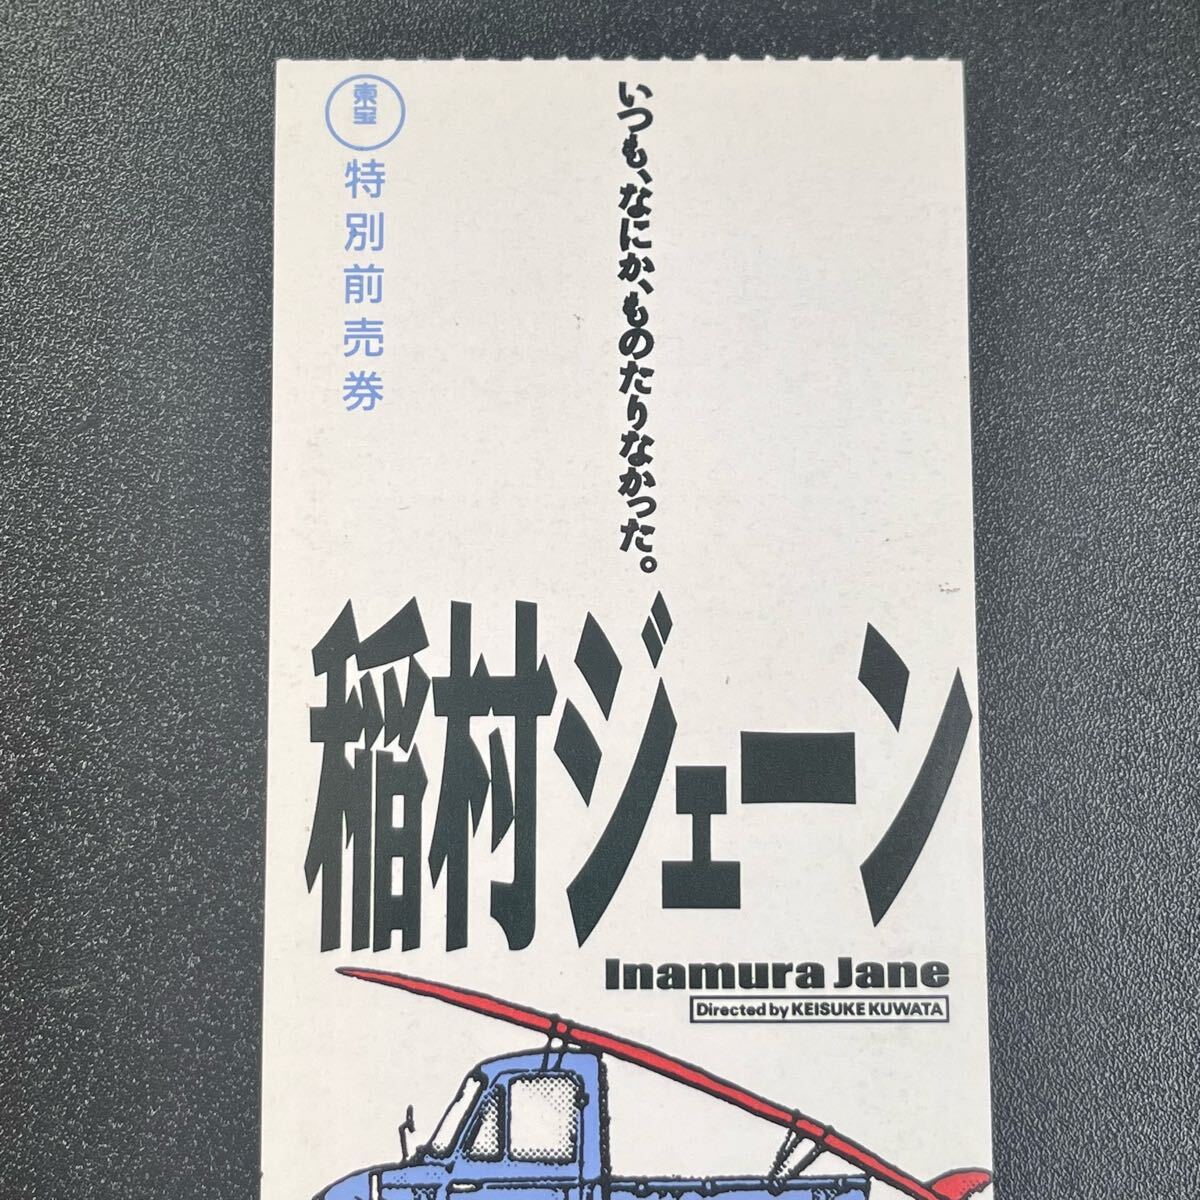 東宝
特別前売券
いつも、なにか、ものたりなかった。
稲村ジェーン
Inamura Jane
Directed by KEISUKE KUWATA